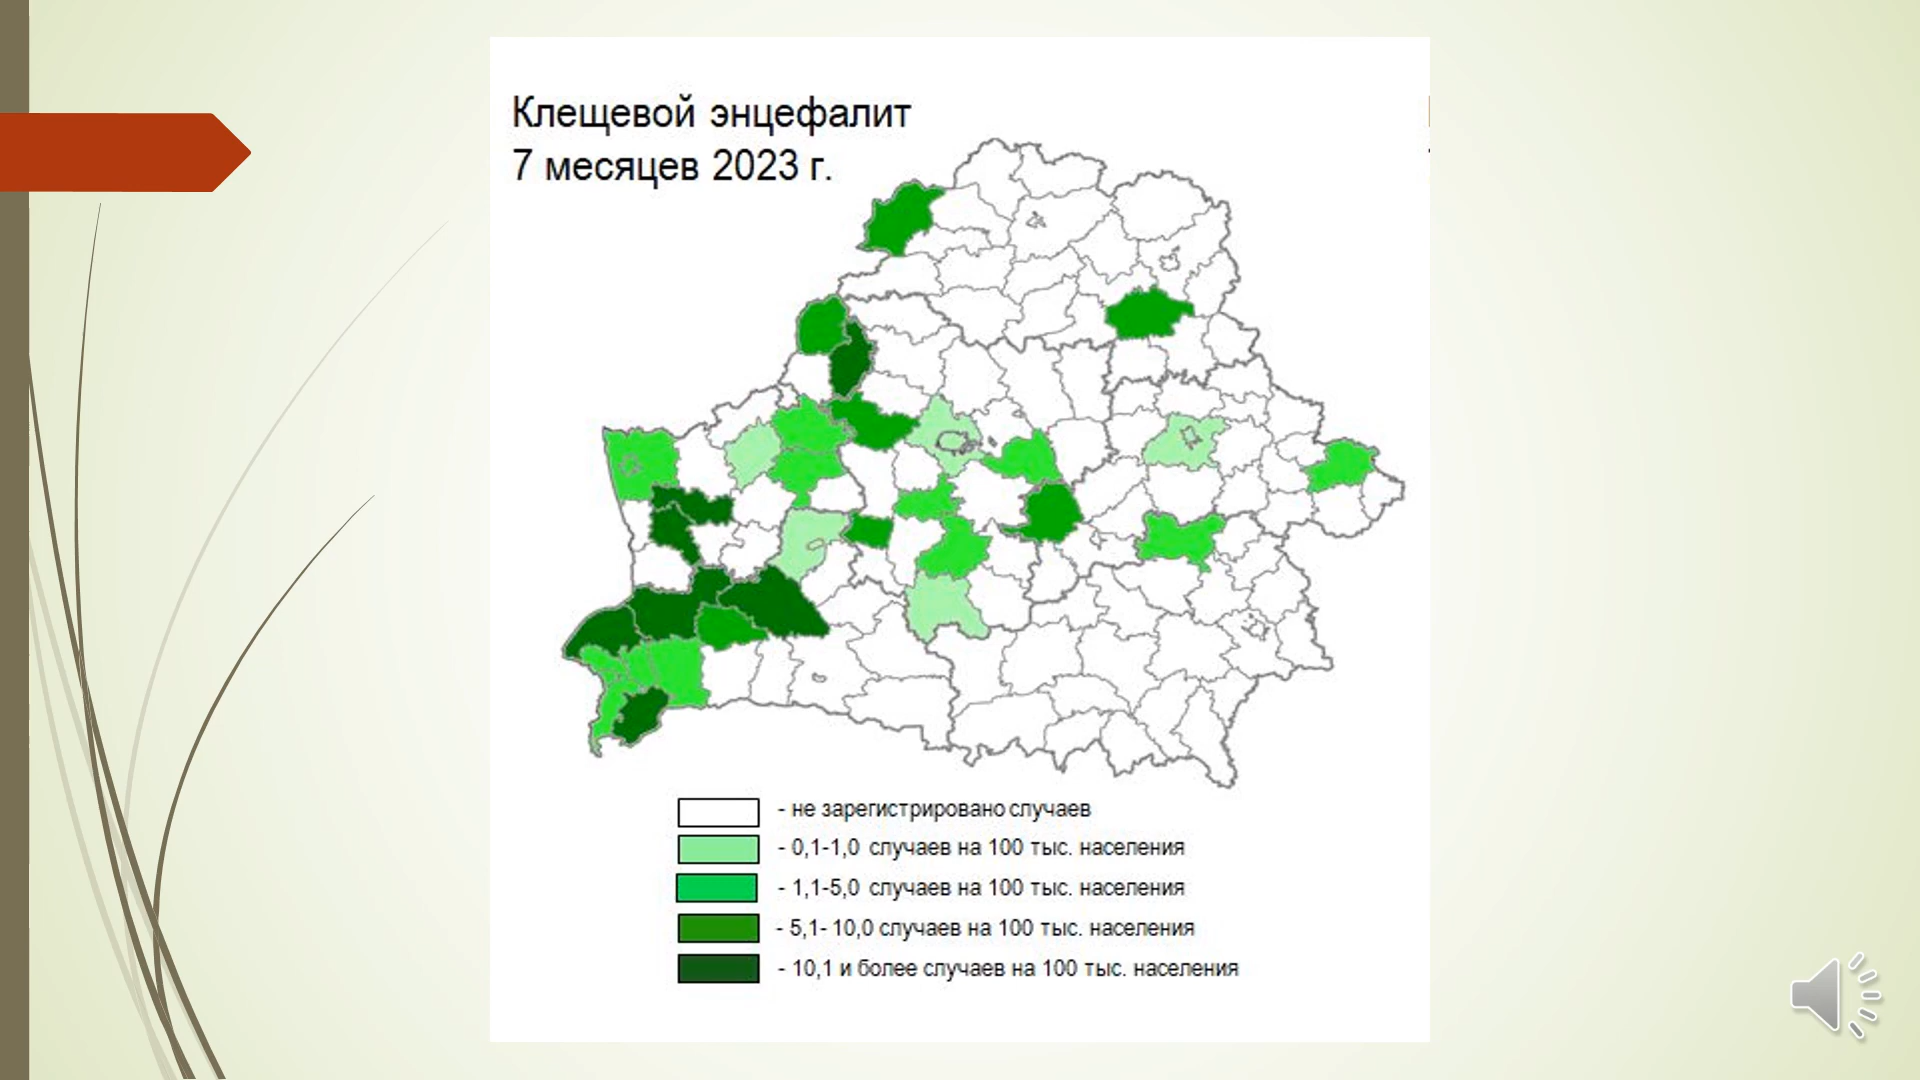 Клещевой энцефалит
7 месяцев 2023 г.
- не зарегистрировано случаев
- 0,1-1,0 случаев на 100 тыс. населения
- 1,1-5,0 случаев на 100 тыс. населения
- 5,1- 10,0 случаев на 100 тыс. населения
- 10,1 и более случаев на 100 тыс. населения